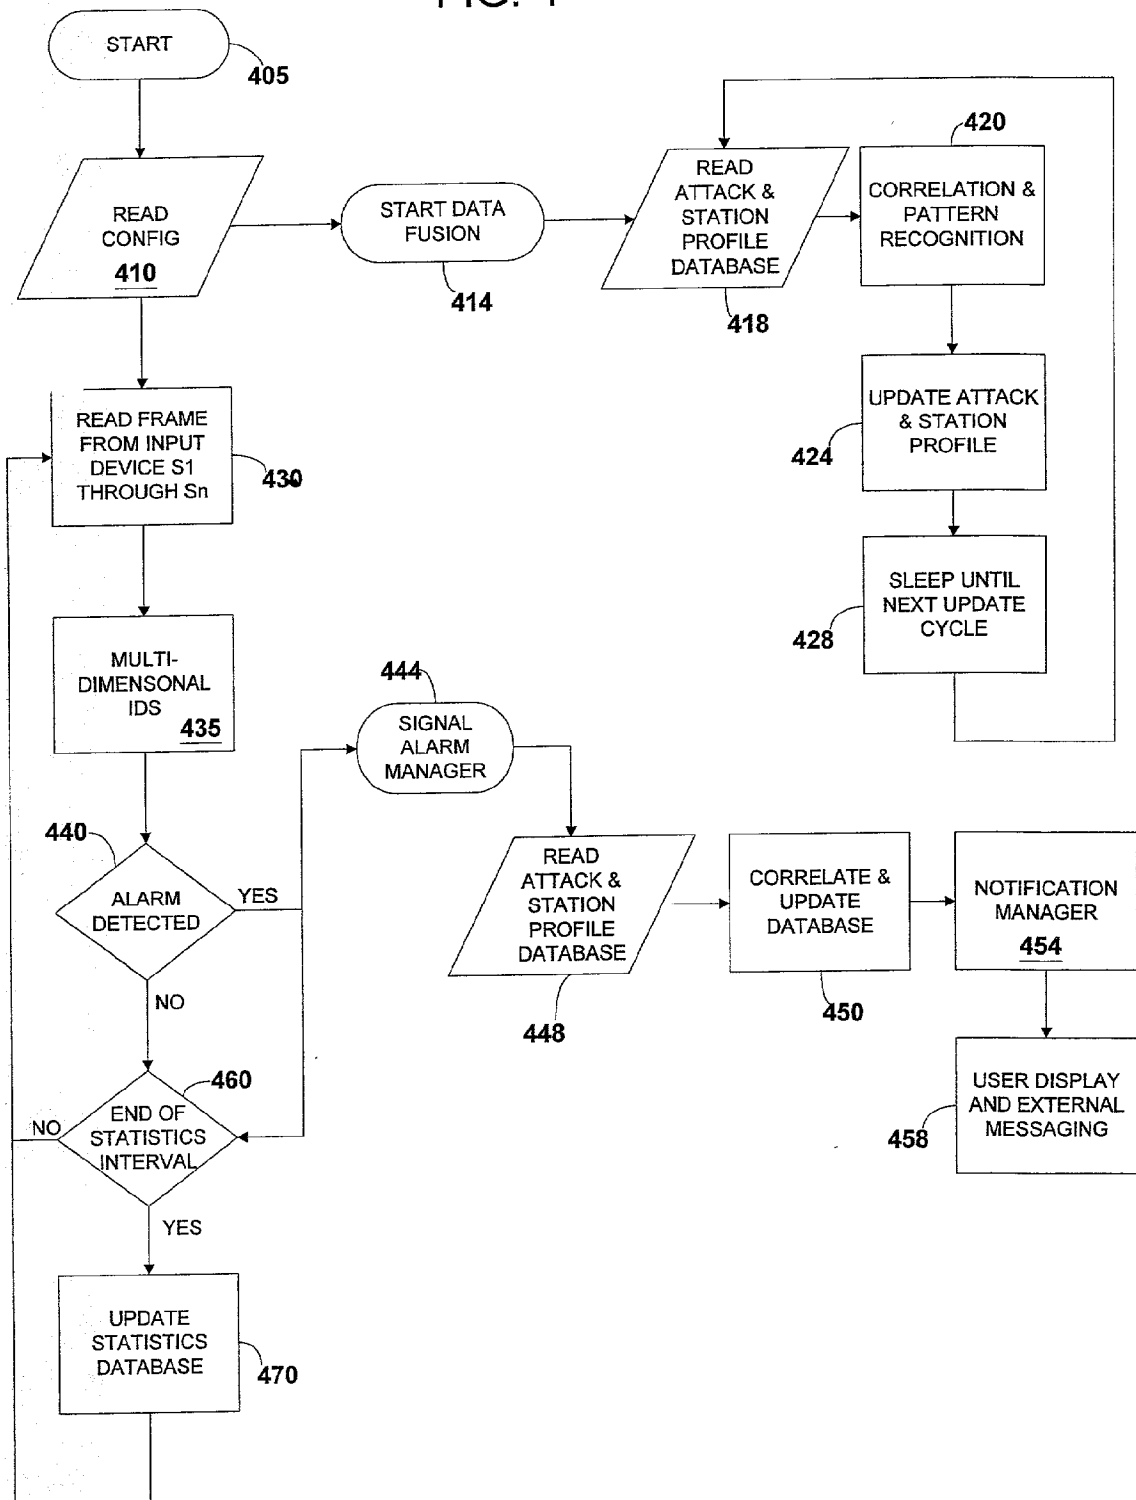 START
405
READ
CONFIG
410
START DATA
FUSION
414
READ
ATTACK &
STATION
PROFILE
DATABASE
418
420
CORRELATION &
PATTERN
RECOGNITION
UPDATE ATTACK
& STATION
PROFILE
424
SLEEP UNTIL
NEXT UPDATE
CYCLE
428
READ FRAME
FROM INPUT
DEVICE S1
THROUGH Sn
430
MULTI-
DIMENSONAL
IDS
435
440
ALARM
DETECTED
YES
NO
444
SIGNAL
ALARM
MANAGER
READ
ATTACK &
STATION
PROFILE
DATABASE
448
CORRELATE &
UPDATE
DATABASE
450
NOTIFICATION
MANAGER
454
USER DISPLAY
AND EXTERNAL
MESSAGING
458
460
END OF
STATISTICS
INTERVAL
NO
YES
UPDATE
STATISTICS
DATABASE
470